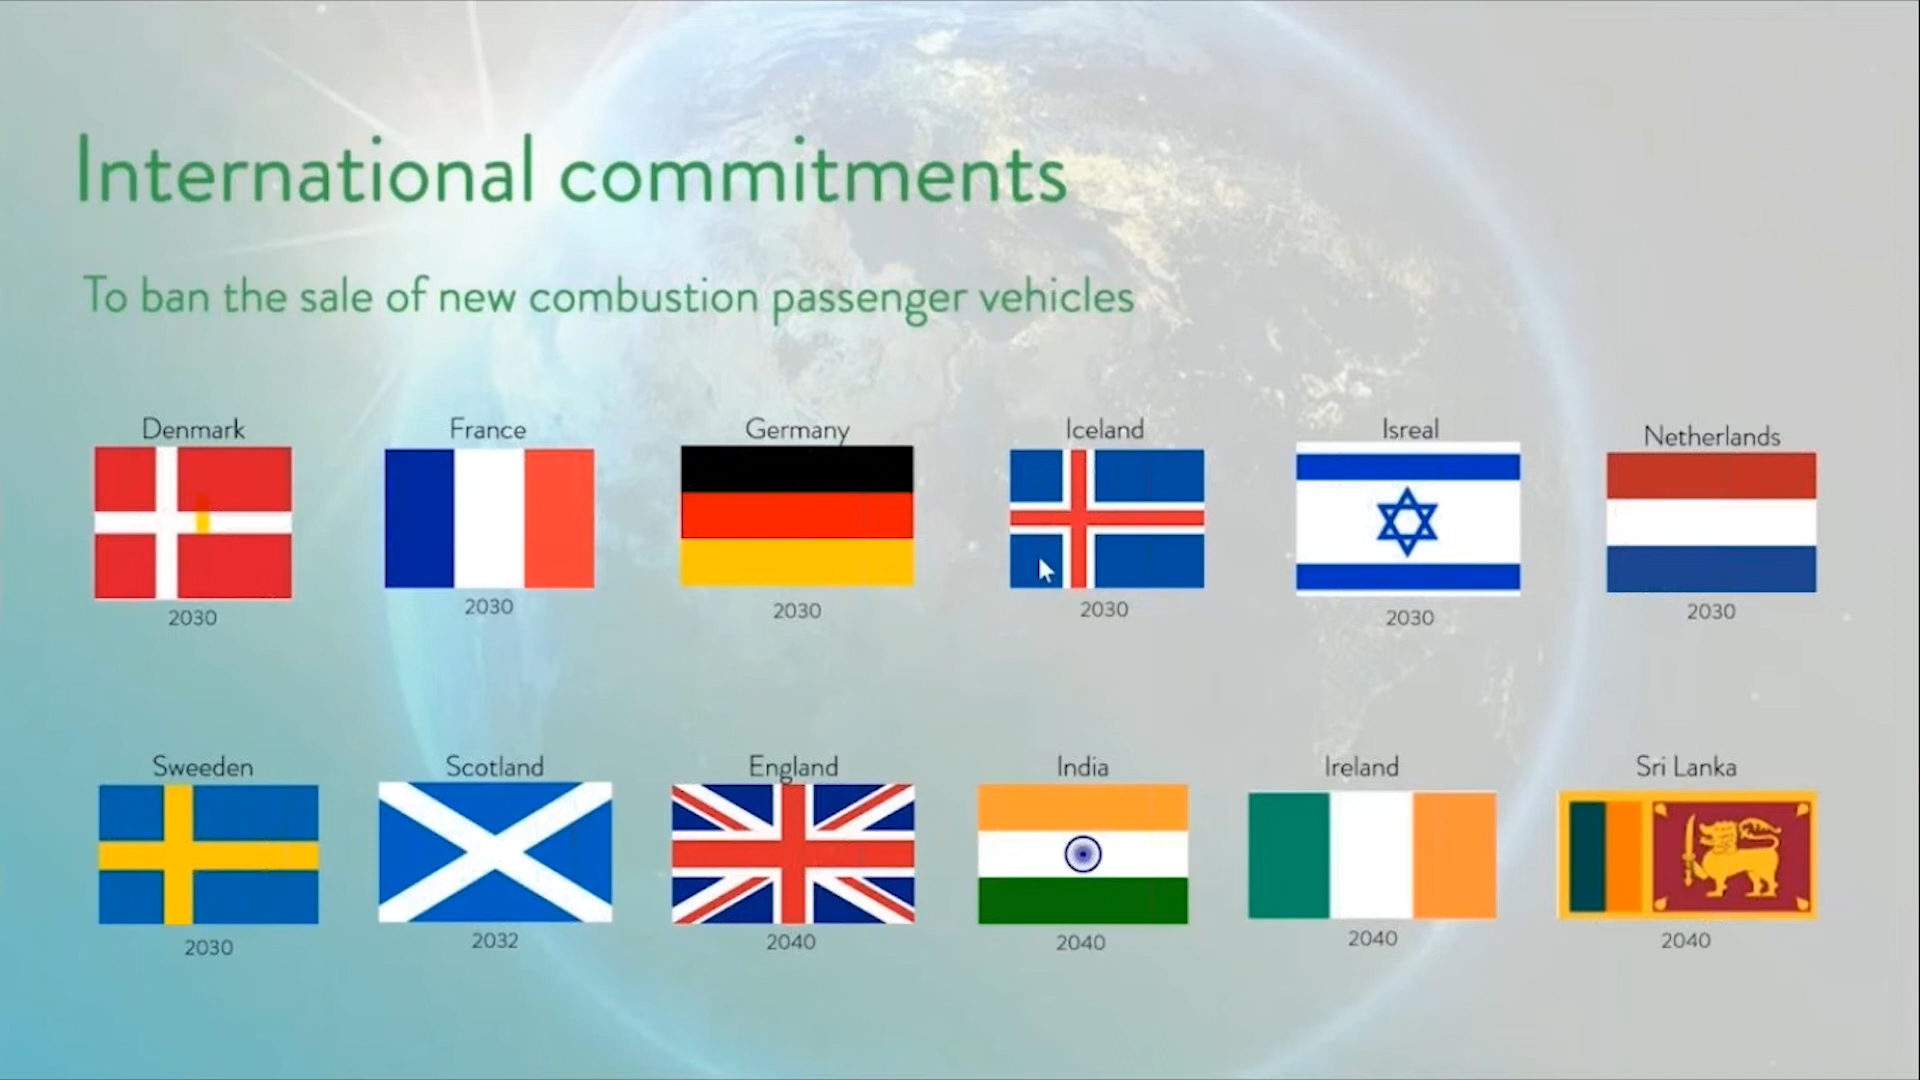 International commitments
To ban the sale of new combustion passenger vehicles
Denmark
France
Germany
Iceland
Isreal
Netherlands
2030
2030
2030
2030
2030
2030
Sweeden
Scotland
England
India
Ireland
Sri Lanka
2030
2032
2040
2040
2040
2040